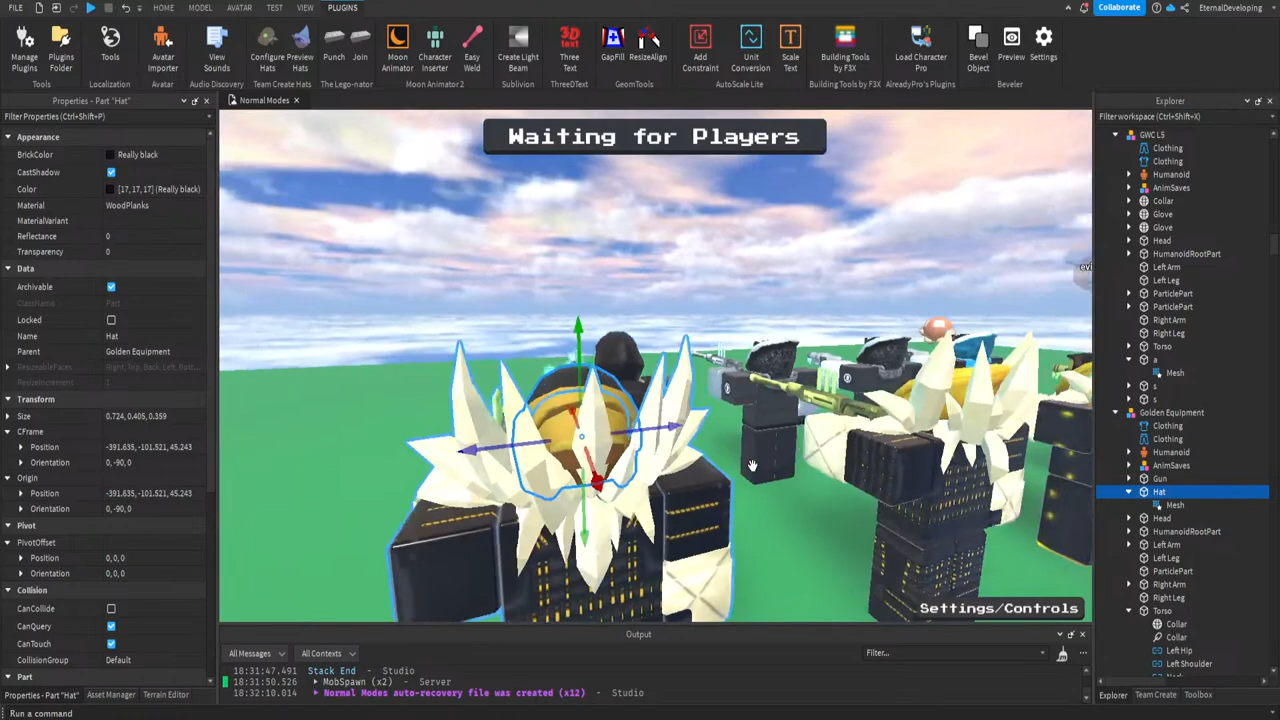 FILE HOME MODEL AVATAR TEST VIEW PLUGINS Collaborate EternalDeveloping
Manage Plugins
Plugins Folder
Tools
Avatar Importer
View Sounds
Configure Hats
Preview Hats
Punch
Join
Moon Animator
Character Inserter
Easy Weld
Create Light Beam
Three Text
GapFill
ResizeAlign
Add Constraint
Unit Conversion
Scale Text
Building Tools by F3X
Load Character Pro
Bevel Object
Preview
Settings
3D TEXT
Tools Localization Avatar Audio Discovery Team Create Hats The Lego-nator Moon Animator 2 Sublivion ThreeDText GeomTools AutoScale Lite Building Tools by F3X AlreadyPro's Plugins Beveler
Properties - Part "Hat"
Filter Properties (Ctrl+Shift+P)
Appearance
BrickColor Really black
CastShadow
Color [17, 17, 17] (Really black)
Material WoodPlanks
MaterialVariant
Reflectance 0
Transparency 0
Data
Archivable
ClassName Part
Locked
Name Hat
Parent Golden Equipment
ResizeableFaces Right, Top, Back, Left, Bott...
ResizeIncrement 1
Transform
Size 0.724, 0.405, 0.359
CFrame
Position -391.635, -101.521, 45.243
Orientation 0, -90, 0
Origin
Position -391.635, -101.521, 45.243
Orientation 0, -90, 0
Pivot
PivotOffset
Position 0, 0, 0
Orientation 0, 0, 0
Collision
CanCollide
CanQuery
CanTouch
CollisionGroup Default
Part
Properties - Part "Hat" Asset Manager Terrain Editor
Run a command
Normal Modes
Waiting for Players
evi
Settings/Controls
Output
All Messages All Contexts Filter...
18:31:47.491 Stack End - Studio
18:31:50.526 MobSpawn (x2) - Server
18:32:10.014 Normal Modes auto-recovery file was created (x12) - Studio
Explorer
Filter workspace (Ctrl+Shift+X)
GWC L5
Clothing
Clothing
Humanoid
AnimSaves
Collar
Glove
Glove
Head
HumanoidRootPart
Left Arm
Left Leg
ParticlePart
ParticlePart
Right Arm
Right Leg
Torso
a
Mesh
s
s
Golden Equipment
Clothing
Clothing
Humanoid
AnimSaves
Gun
Hat
Mesh
Head
HumanoidRootPart
Left Arm
Left Leg
ParticlePart
Right Arm
Right Leg
Torso
Collar
Collar
Left Hip
Left Shoulder
Explorer Team Create Toolbox